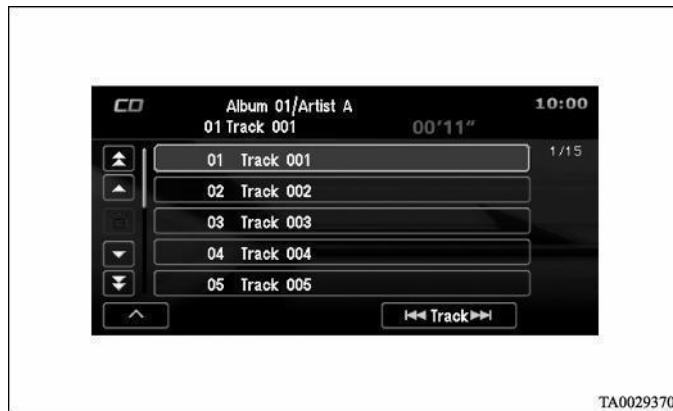 CD
Album 01/Artist A
10:00
01 Track 001
00'11"
1/15
01 Track 001
02 Track 002
03 Track 003
04 Track 004
05 Track 005
Track
TA0029370